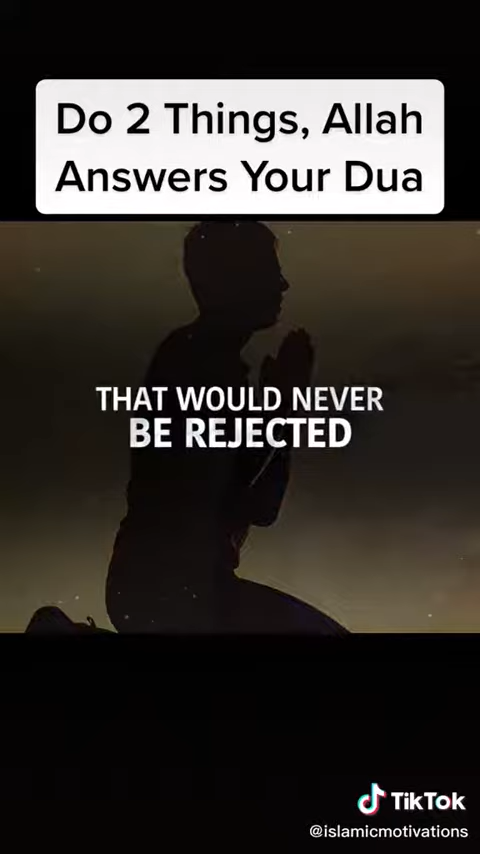 Do 2 Things, Allah
Answers Your Dua
THAT WOULD NEVER
BE REJECTED
TikTok
@islamicmotivations